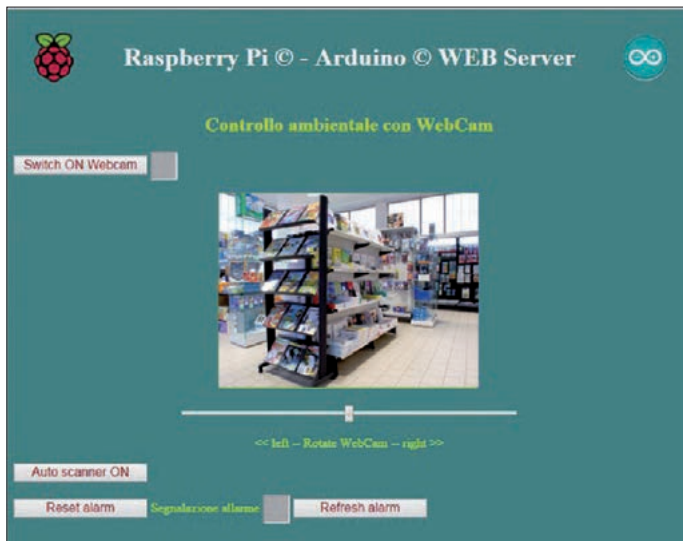 Raspberry Pi © - Arduino © WEB Server
Controllo ambientale con WebCam
Switch ON Webcam
<< left -- Rotate WebCam -- right >>
Auto scanner ON
Reset alarm Segnalazione allarme Refresh alarm